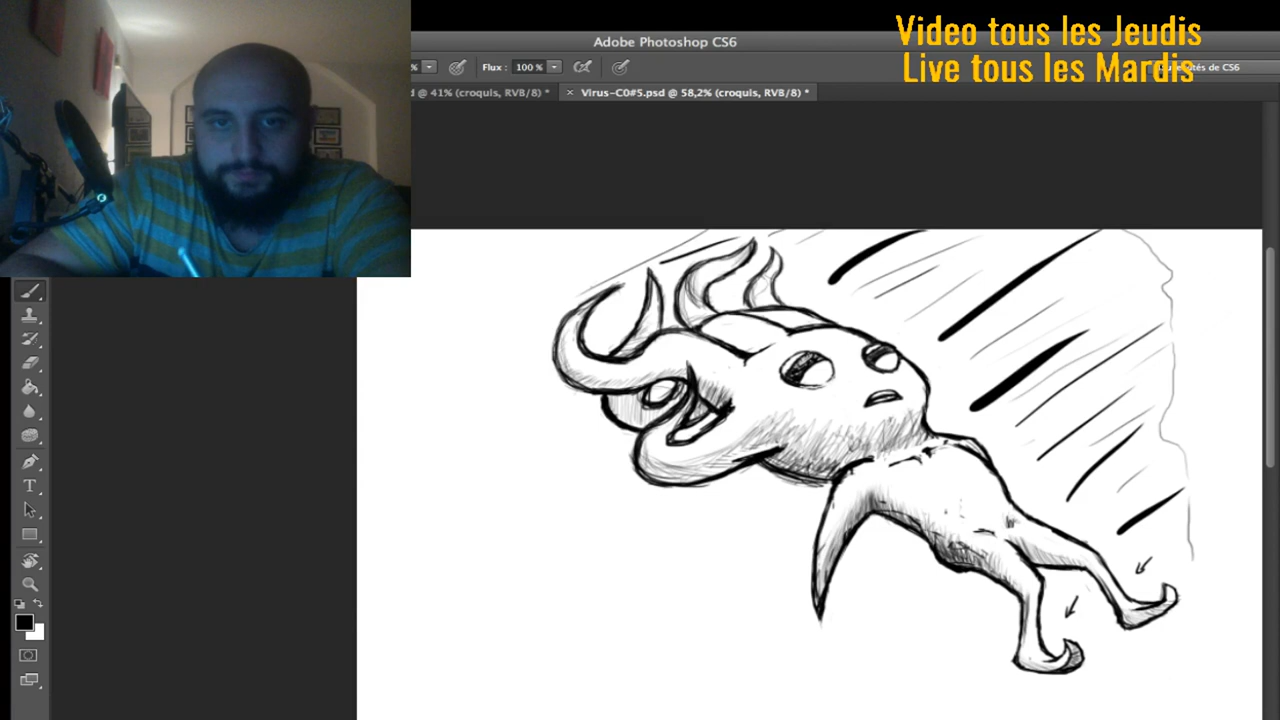 Video tous les Jeudis
Live tous les Mardis
Adobe Photoshop CS6
% Flux : 100 % de CS6
d @ 41% (croquis, RVB/8) * × Virus-C0#5.psd @ 58,2% (croquis, RVB/8) *
T